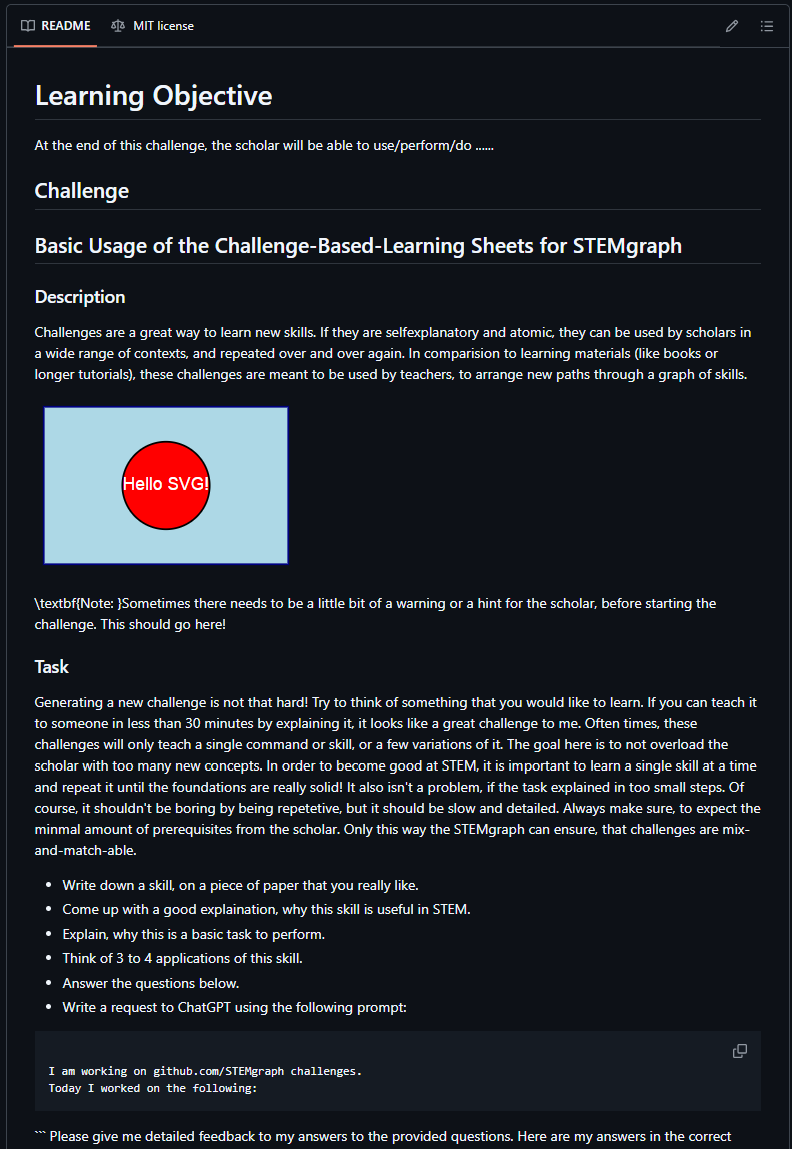 README
MIT license
Learning Objective
At the end of this challenge, the scholar will be able to use/perform/do ......
Challenge
Basic Usage of the Challenge-Based-Learning Sheets for STEMgraph
Description
Challenges are a great way to learn new skills. If they are selfexplanatory and atomic, they can be used by scholars in
a wide range of contexts, and repeated over and over again. In comparision to learning materials (like books or
longer tutorials), these challenges are meant to be used by teachers, to arrange new paths through a graph of skills.
Hello SVG!
\textbf{Note: }Sometimes there needs to be a little bit of a warning or a hint for the scholar, before starting the
challenge. This should go here!
Task
Generating a new challenge is not that hard! Try to think of something that you would like to learn. If you can teach it
to someone in less than 30 minutes by explaining it, it looks like a great challenge to me. Often times, these
challenges will only teach a single command or skill, or a few variations of it. The goal here is to not overload the
scholar with too many new concepts. In order to become good at STEM, it is important to learn a single skill at a time
and repeat it until the foundations are really solid! It also isn't a problem, if the task explained in too small steps. Of
course, it shouldn't be boring by being repetetive, but it should be slow and detailed. Always make sure, to expect the
minmal amount of prerequisites from the scholar. Only this way the STEMgraph can ensure, that challenges are mix-
and-match-able.
• Write down a skill, on a piece of paper that you really like.
• Come up with a good explaination, why this skill is useful in STEM.
• Explain, why this is a basic task to perform.
• Think of 3 to 4 applications of this skill.
• Answer the questions below.
• Write a request to ChatGPT using the following prompt:
I am working on github.com/STEMgraph challenges.
Today I worked on the following:
``` Please give me detailed feedback to my answers to the provided questions. Here are my answers in the correct